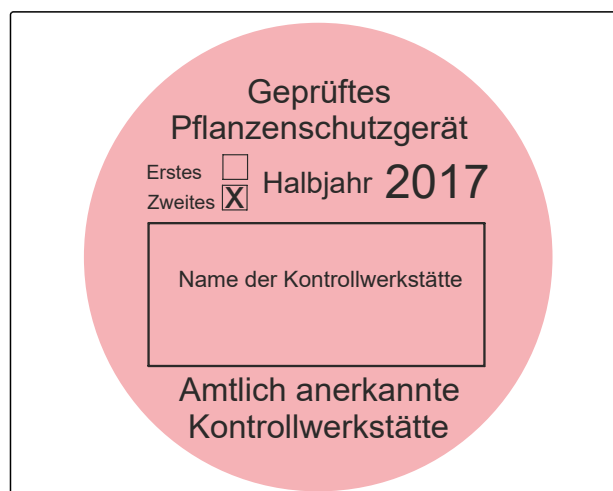 Geprüftes
Pflanzenschutzgerät
Erstes
Zweites X
Halbjahr 2017
Name der Kontrollwerkstätte
Amtlich anerkannte
Kontrollwerkstätte